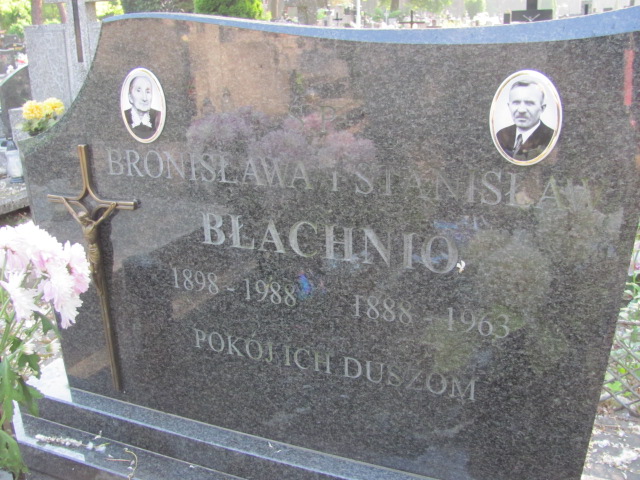 BRONISŁAWA I STANISŁAW
BŁACHNIO
1898 - 1988 1888 - 1963
POKÓJ ICH DUSZOM